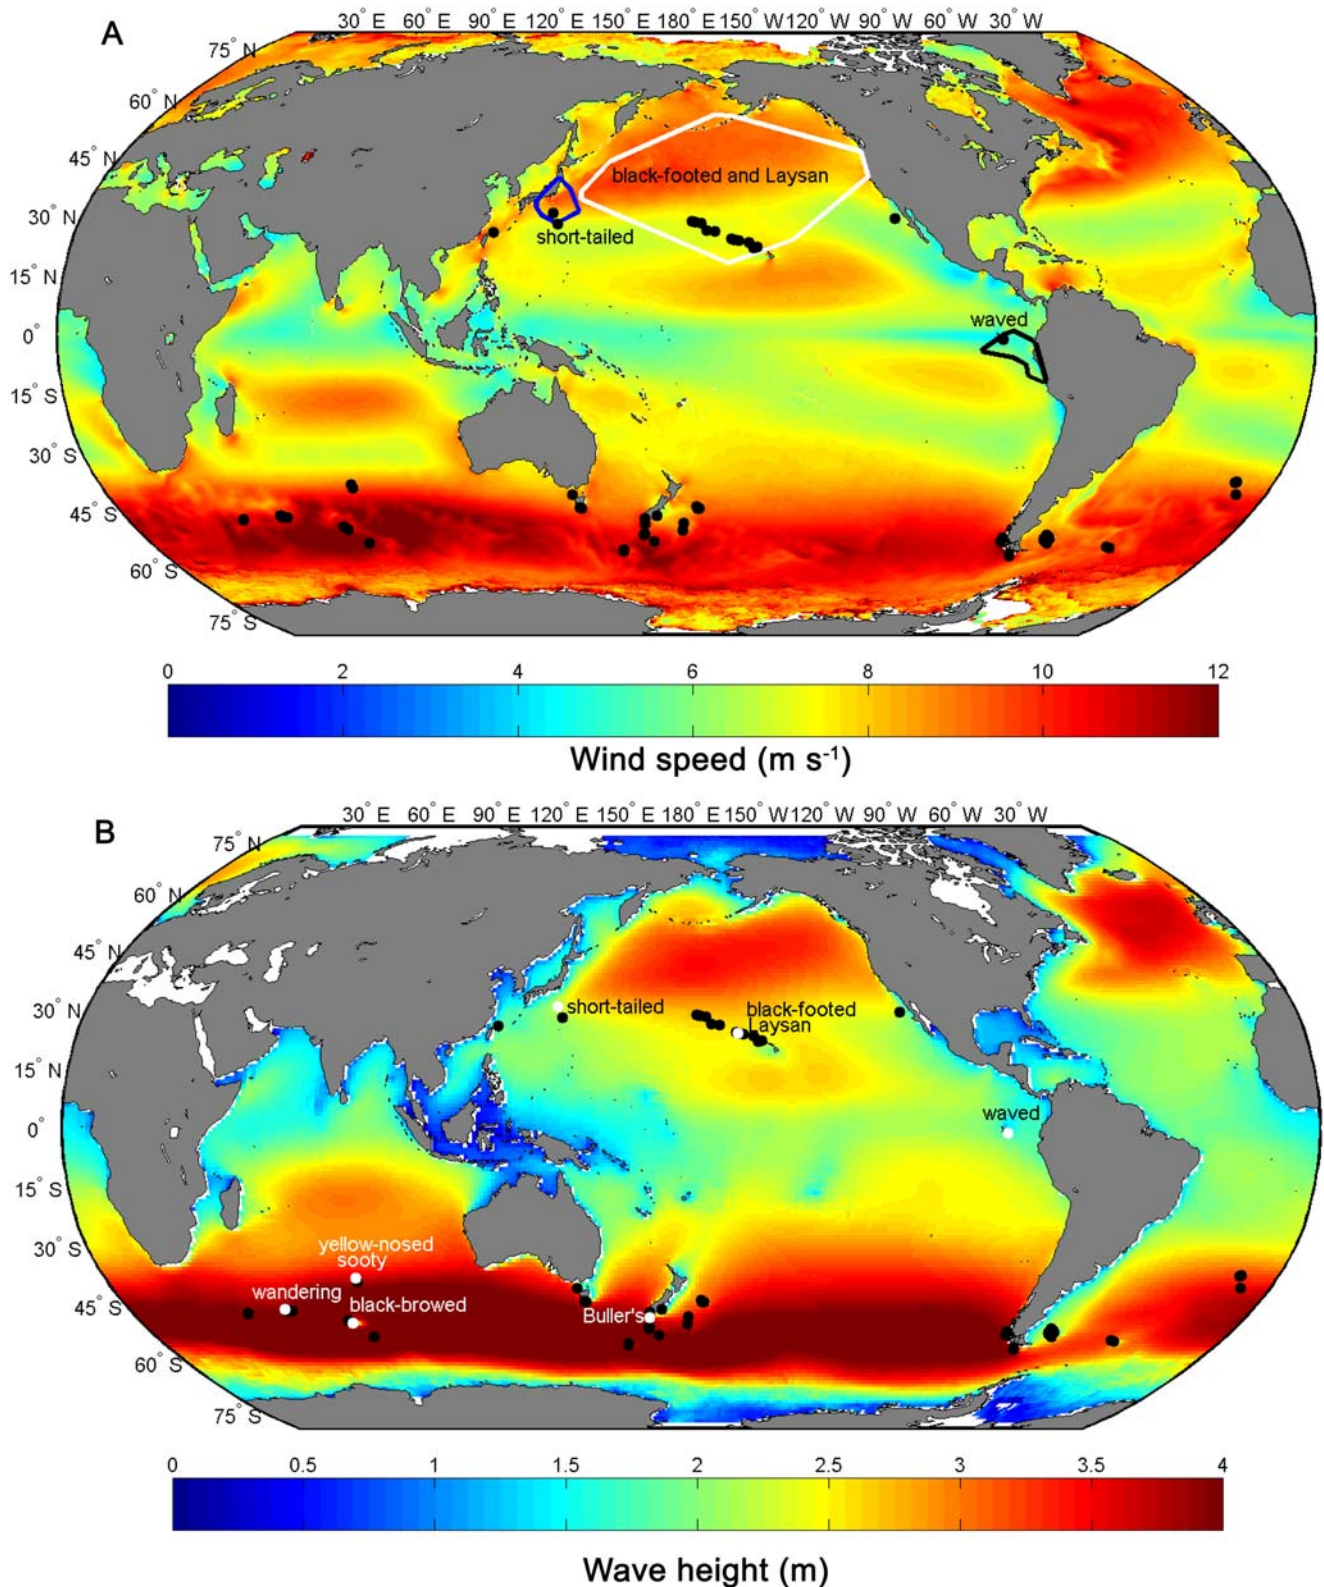 A
30° E 60° E 90° E 120° E 150° E 180° E 150° W 120° W 90° W 60° W 30° W
75° N
60° N
45° N
black-footed and Laysan
30° N
short-tailed
15° N
waved
0°
15° S
30° S
45° S
60° S
75° S
0 2 4 6 8 10 12
Wind speed (m s-1)
B
30° E 60° E 90° E 120° E 150° E 180° E 150° W 120° W 90° W 60° W 30° W
75° N
60° N
45° N
30° N
short-tailed
black-footed
Laysan
15° N
waved
0°
15° S
30° S
yellow-nosed
sooty
wandering
45° S
black-browed
Buller's
60° S
75° S
0 0.5 1 1.5 2 2.5 3 3.5 4
Wave height (m)